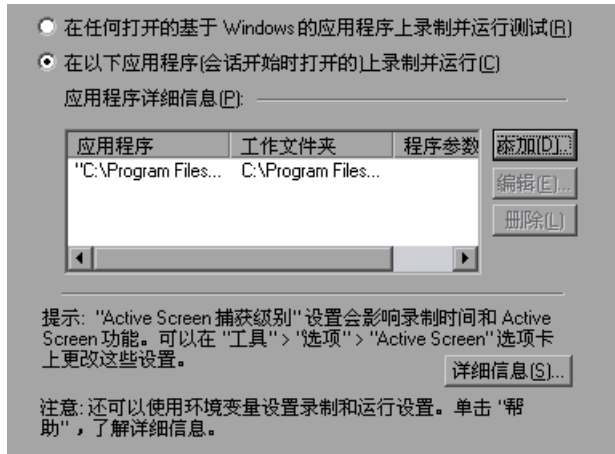 在任何打开的基于 Windows 的应用程序上录制并运行测试(R)
在以下应用程序(会话开始时打开的)上录制并运行(C)
应用程序详细信息(P):
应用程序 工作文件夹 程序参数
"C:\Program Files... C:\Program Files...
添加(D)...
编辑(E)...
删除(L)
提示: "Active Screen 捕获级别" 设置会影响录制时间和 Active
Screen 功能。可以在 "工具" > "选项" > "Active Screen" 选项卡
上更改这些设置。
详细信息(S)...
注意: 还可以使用环境变量设置录制和运行设置。单击 "帮
助"，了解详细信息。